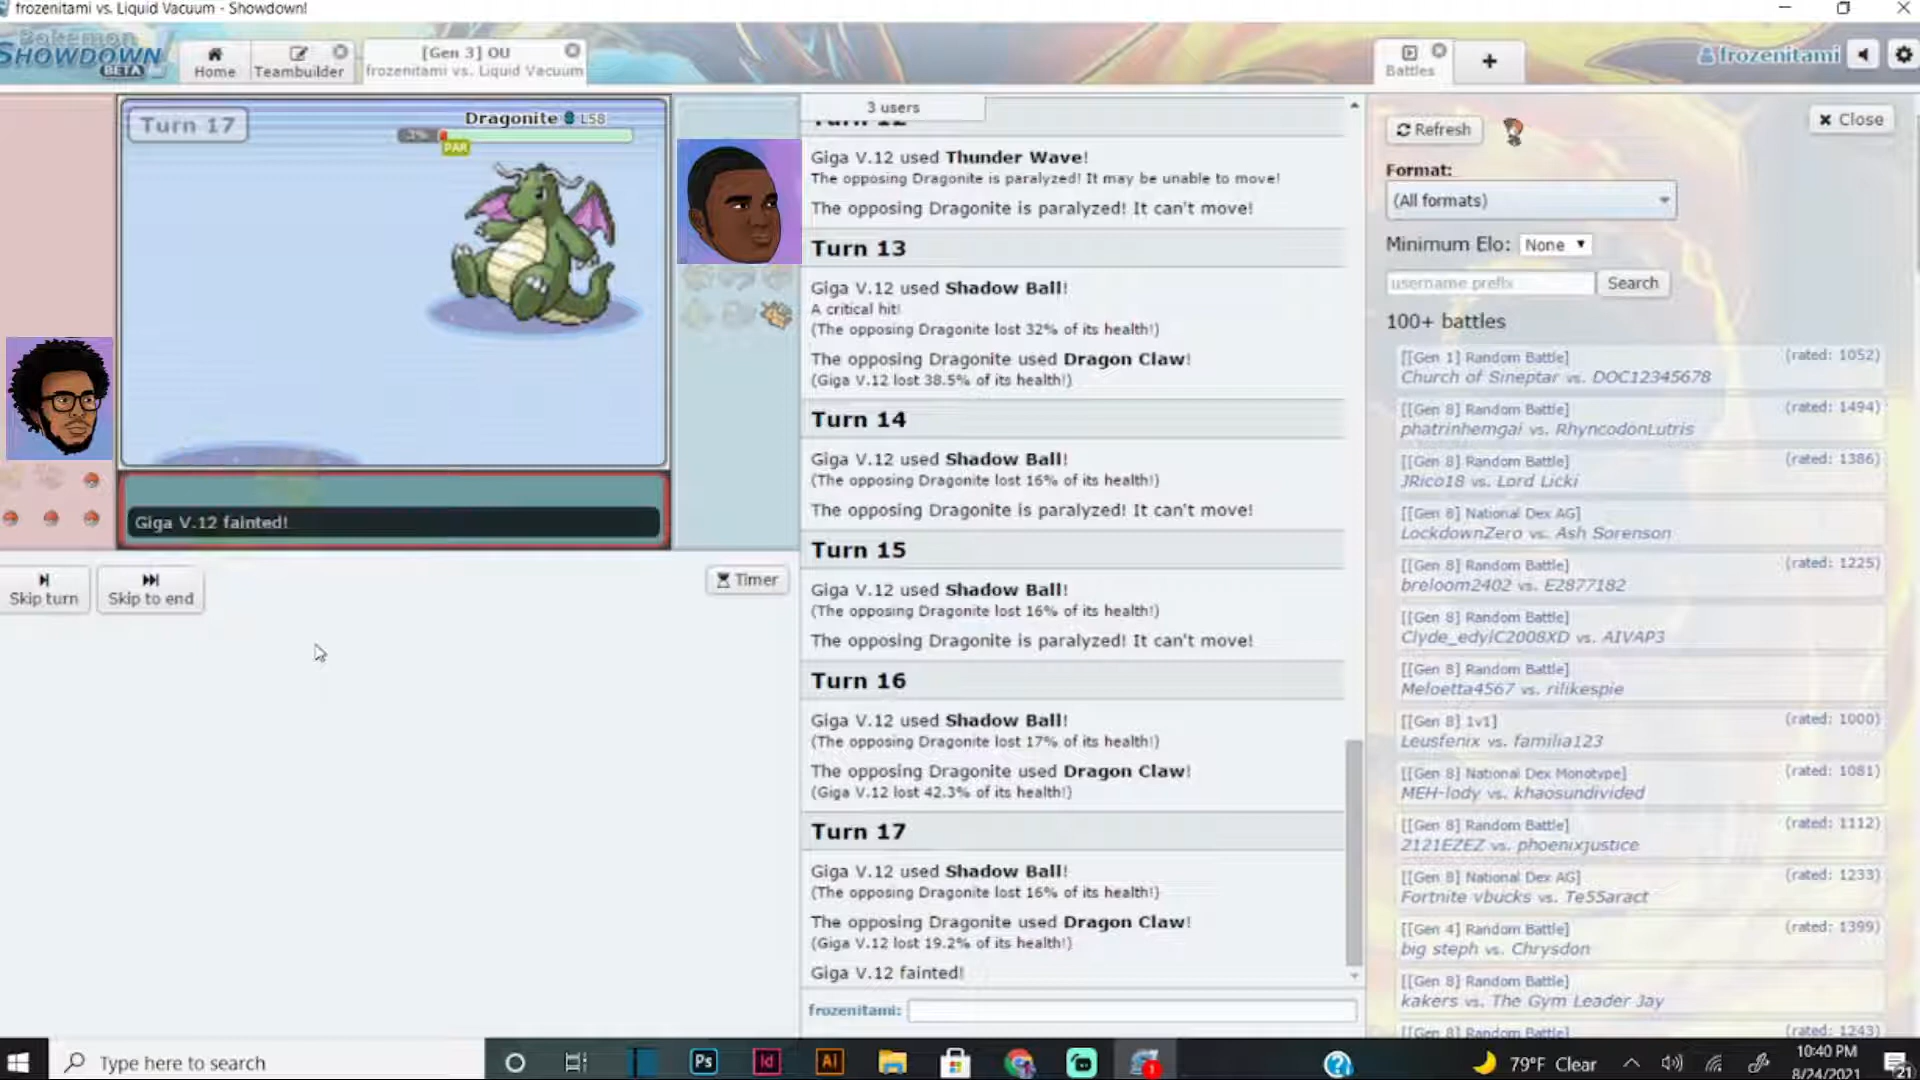 frozenitami vs. Liquid Vacuum - Showdown!
Pokémon
SHOWDOWN
BETA
Home
Teambuilder
[Gen 3] OU
frozenitami vs. Liquid Vacuum
Battles
+
frozenitami
Turn 17
Dragonite L58
PAR
Giga V.12 fainted!
Skip turn
Skip to end
Timer
3 users
Turn 12
Giga V.12 used Thunder Wave!
The opposing Dragonite is paralyzed! It may be unable to move!
The opposing Dragonite is paralyzed! It can't move!
Turn 13
Giga V.12 used Shadow Ball!
A critical hit!
(The opposing Dragonite lost 32% of its health!)
The opposing Dragonite used Dragon Claw!
(Giga V.12 lost 38.5% of its health!)
Turn 14
Giga V.12 used Shadow Ball!
(The opposing Dragonite lost 16% of its health!)
The opposing Dragonite is paralyzed! It can't move!
Turn 15
Giga V.12 used Shadow Ball!
(The opposing Dragonite lost 16% of its health!)
The opposing Dragonite is paralyzed! It can't move!
Turn 16
Giga V.12 used Shadow Ball!
(The opposing Dragonite lost 17% of its health!)
The opposing Dragonite used Dragon Claw!
(Giga V.12 lost 42.3% of its health!)
Turn 17
Giga V.12 used Shadow Ball!
(The opposing Dragonite lost 16% of its health!)
The opposing Dragonite used Dragon Claw!
(Giga V.12 lost 19.2% of its health!)
Giga V.12 fainted!
frozenitami:
Refresh
Close
Format:
(All formats)
Minimum Elo: None
username prefix
Search
100+ battles
[[Gen 1] Random Battle] (rated: 1052)
Church of Sineptar vs. DOC12345678
[[Gen 8] Random Battle] (rated: 1494)
phatrinhemgai vs. RhyncodonLutris
[[Gen 8] Random Battle] (rated: 1386)
JRico18 vs. Lord Licki
[[Gen 8] National Dex AG]
LockdownZero vs. Ash Sorenson
[[Gen 8] Random Battle] (rated: 1225)
breloom2402 vs. E2877182
[[Gen 8] Random Battle]
Clyde_edyiC2008XD vs. AIVAP3
[[Gen 8] Random Battle]
Meloetta4567 vs. rilikespie
[[Gen 8] 1v1] (rated: 1000)
Leusfenix vs. familia123
[[Gen 8] National Dex Monotype] (rated: 1081)
MEH-lody vs. khaosundivided
[[Gen 8] Random Battle] (rated: 1112)
2121EZEZ vs. phoenixjustice
[[Gen 8] National Dex AG] (rated: 1233)
Fortnite vbucks vs. Te5Saract
[[Gen 4] Random Battle] (rated: 1399)
big steph vs. Chrysdon
[[Gen 8] Random Battle]
kakers vs. The Gym Leader Jay
[[Gen 8] Random Battle] (rated: 1243)
Type here to search
Ps
Id
Ai
1
79°F Clear
10:40 PM
8/24/2021
21